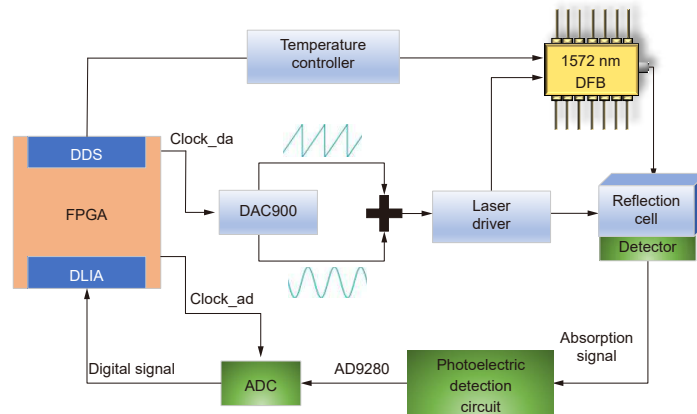 Temperature
controller
1572 nm
DFB
Clock_da
DDS
FPGA
DAC900
Laser
driver
Reflection
cell
Detector
DLIA
Clock_ad
Absorption
signal
Digital signal
ADC
AD9280
Photoelectric
detection
circuit